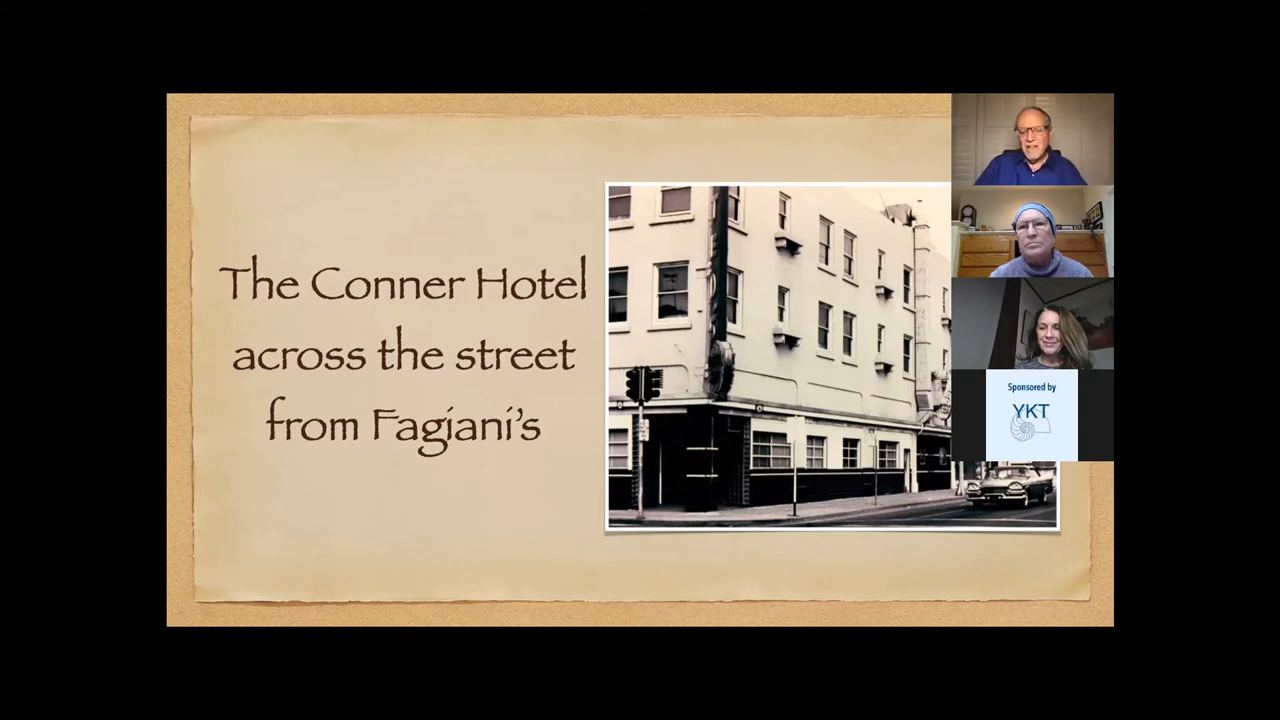 The Conner Hotel
across the street
from Fagiani's
Sponsored by
YKT